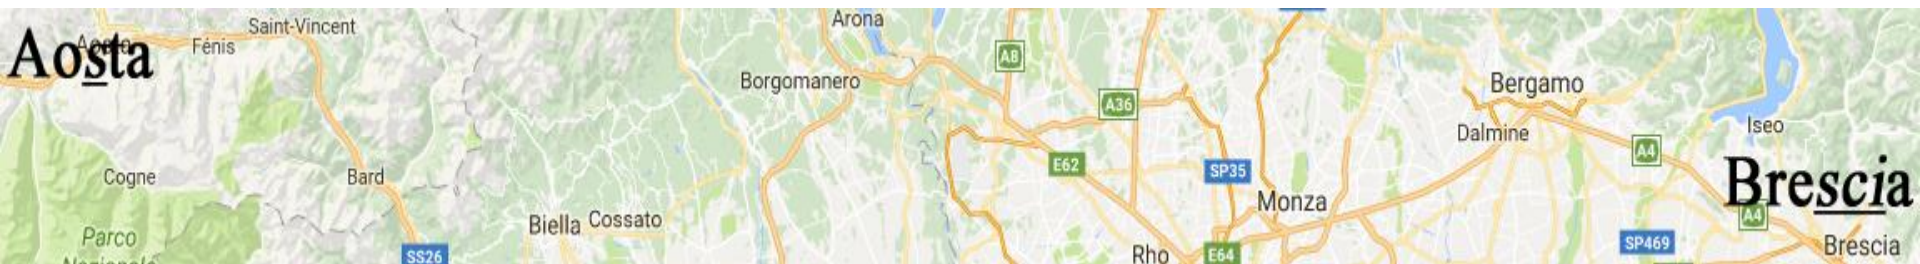 Arona
Saint-Vincent
Aosta
Aosta
Fénis
A8
Borgomanero
Bergamo
A36
Iseo
Dalmine
A4
E62
SP35
Cogne
Bard
Brescia
Monza
A4
Biella
Cossato
Parco
Nazionale
SP469
Brescia
Rho
E64
SS26